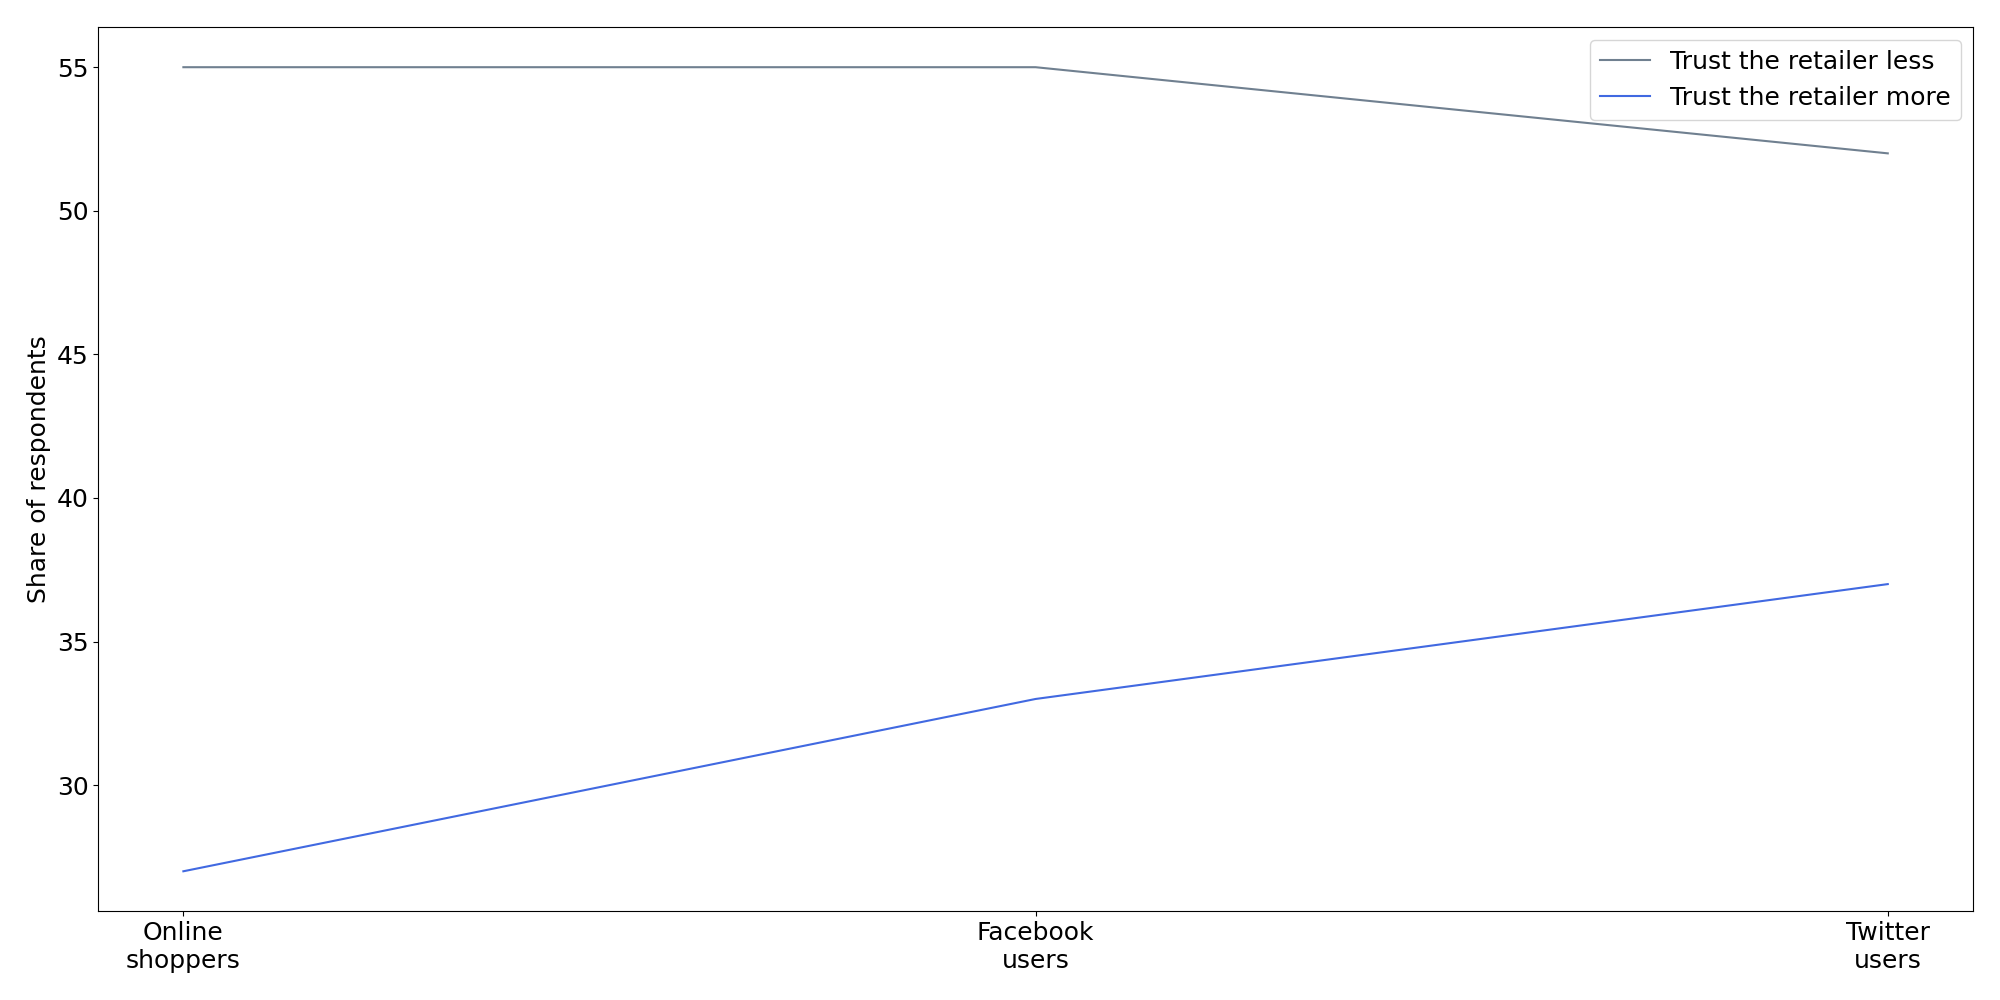 Trust the retailer less
Trust the retailer more
Share of respondents
55
50
45
40
35
30
Online
shoppers
Facebook
users
Twitter
users